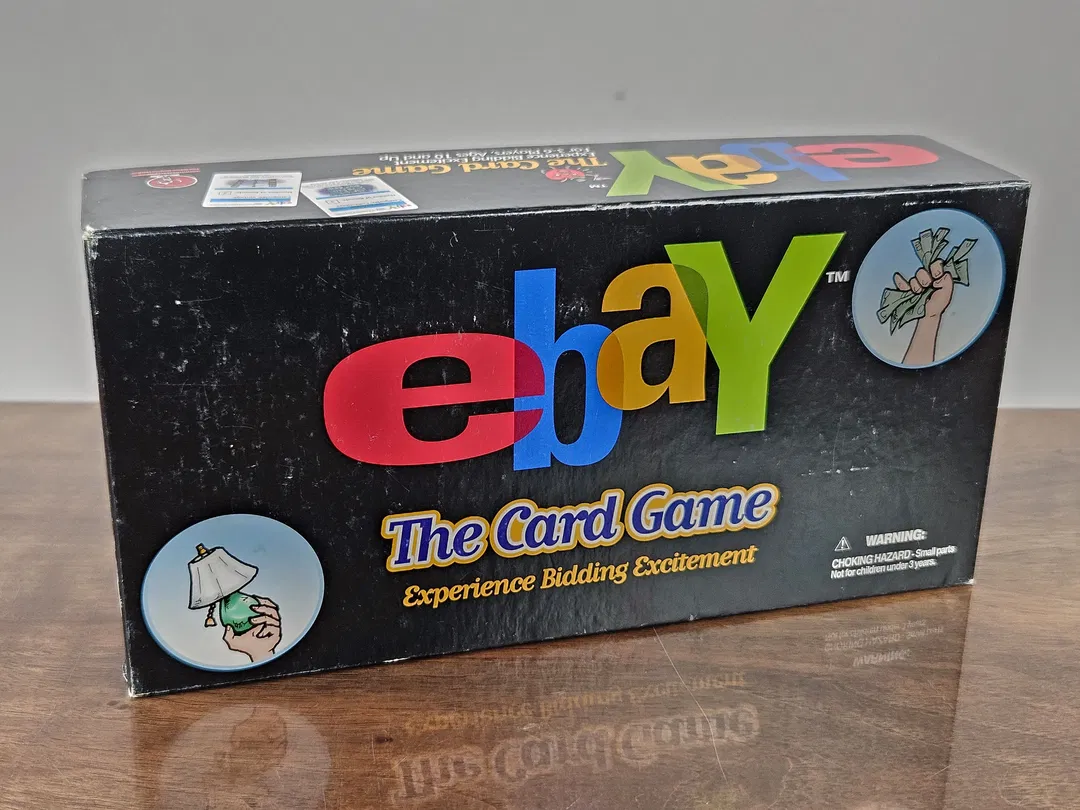 The Card Game
Experience Bidding Excitement
For 3-6 Players, Ages 10 and Up
ebaY
TM
ebaY™
The Card Game
Experience Bidding Excitement
⚠ WARNING:
CHOKING HAZARD - Small parts
Not for children under 3 years.